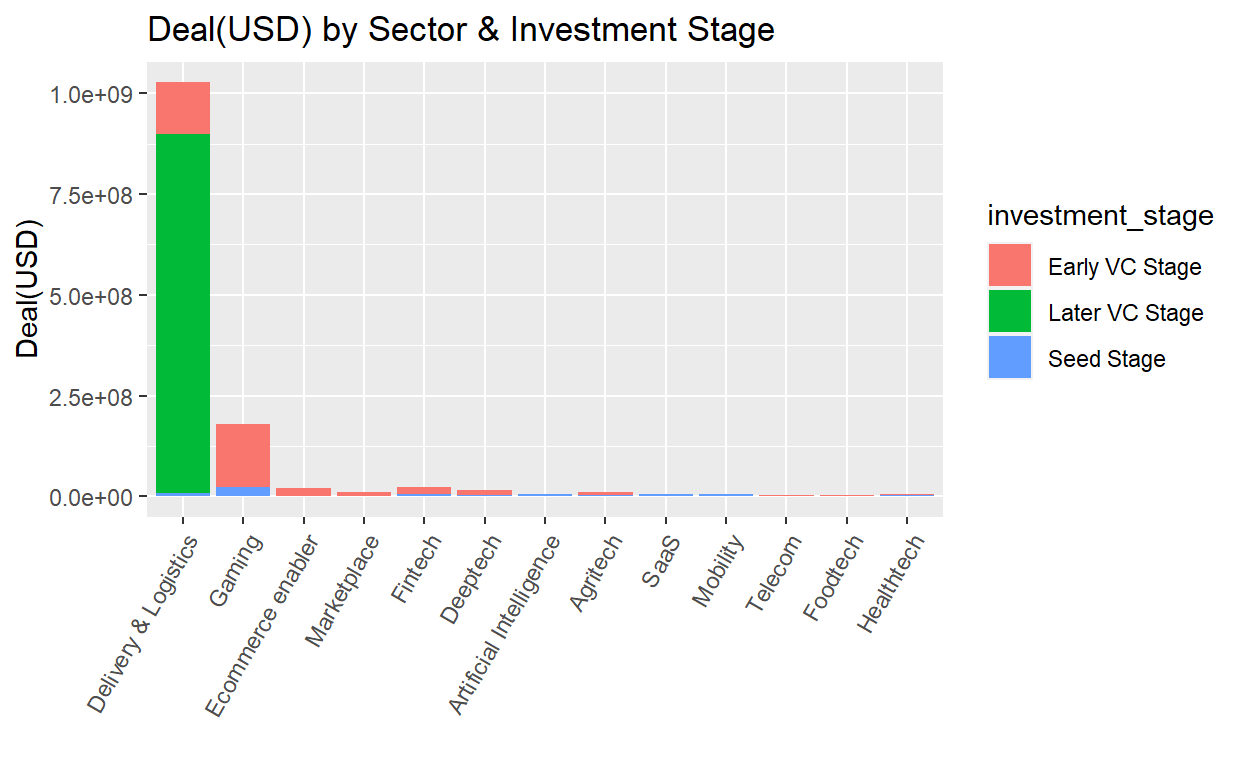 Deal(USD) by Sector & Investment Stage
Deal(USD)
1.0e+09
7.5e+08
5.0e+08
2.5e+08
0.0e+00
Delivery & Logistics
Gaming
Ecommerce enabler
Marketplace
Fintech
Deeptech
Artificial Intelligence
Agritech
SaaS
Mobility
Telecom
Foodtech
Healthtech
investment_stage
Early VC Stage
Later VC Stage
Seed Stage